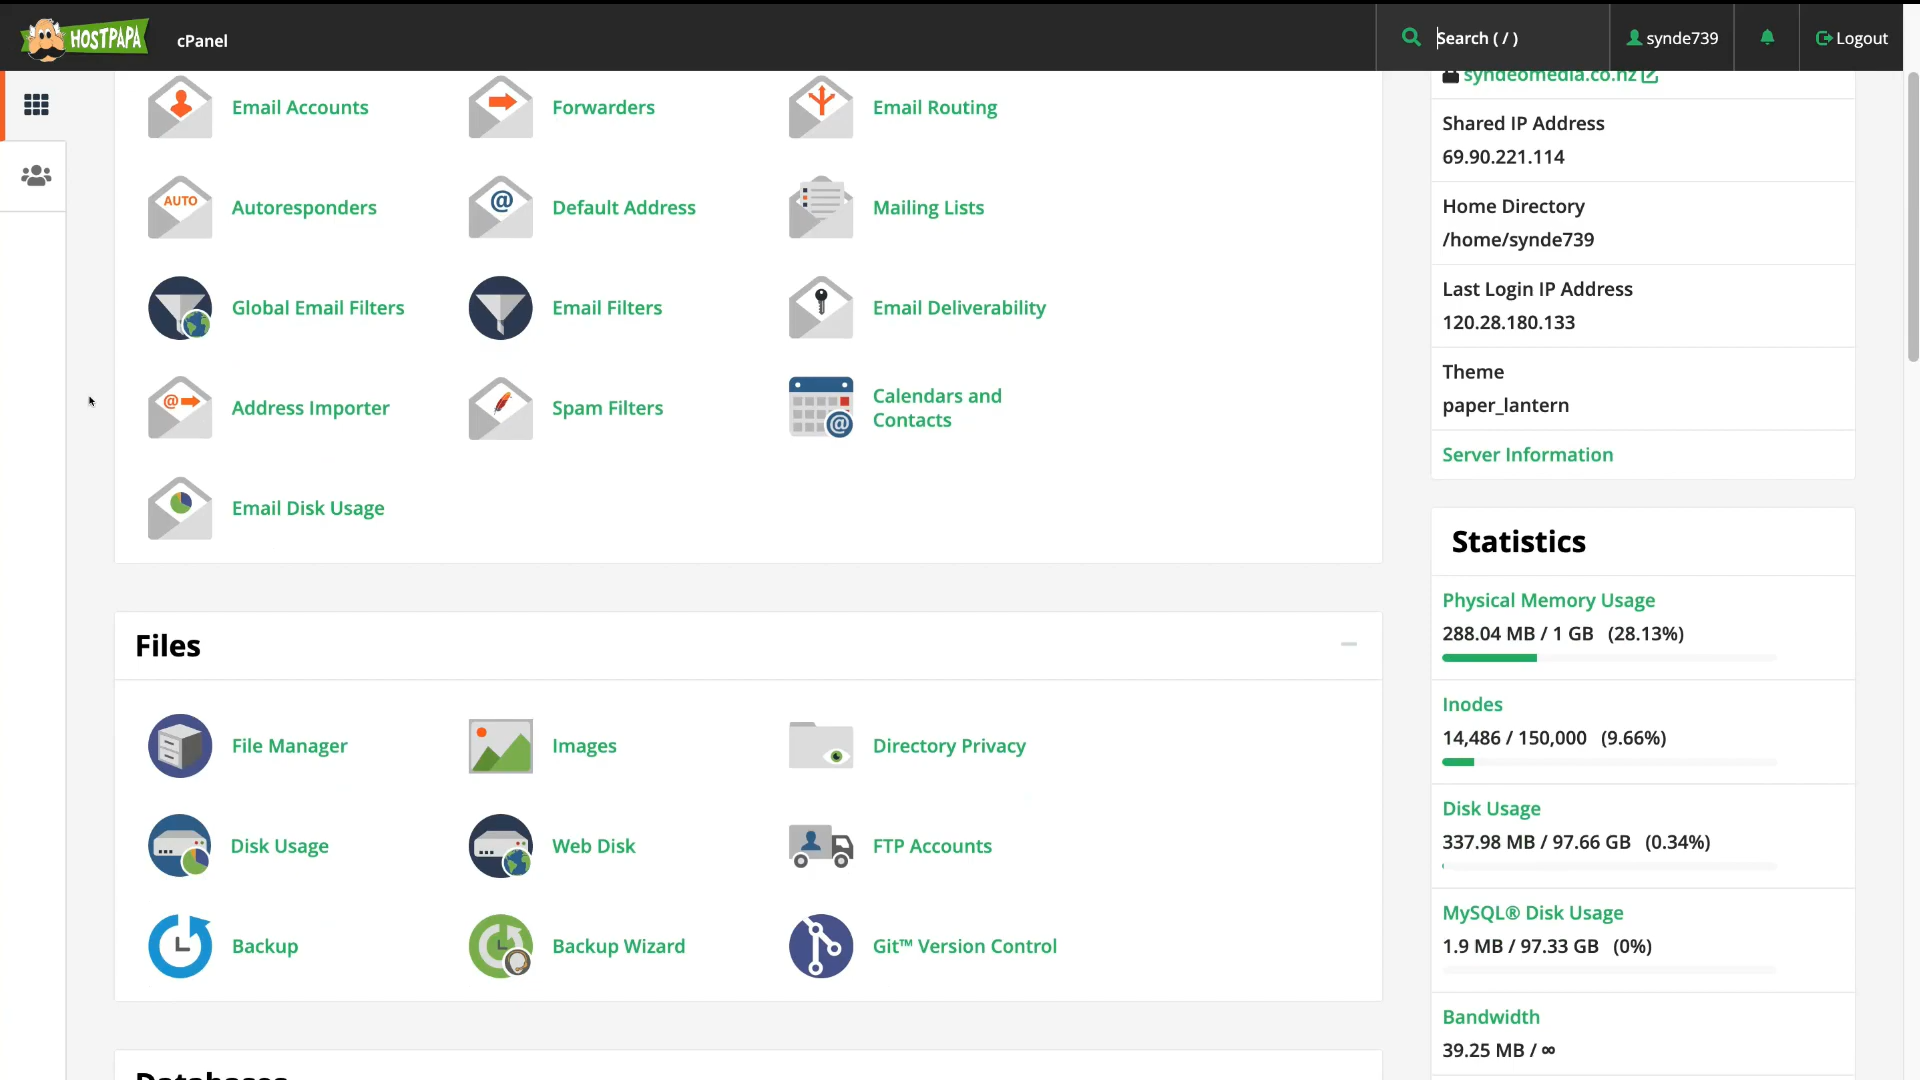 HOSTPAPA
cPanel
Search ( / )
synde739
Logout
Email Accounts
Forwarders
Email Routing
AUTO
Autoresponders
@
Default Address
Mailing Lists
Global Email Filters
Email Filters
Email Deliverability
@
Address Importer
Spam Filters
@
Calendars and
Contacts
Email Disk Usage
Files
File Manager
Images
Directory Privacy
Disk Usage
Web Disk
FTP Accounts
Backup
Backup Wizard
Git™ Version Control
Databases
syndeomedia.co.nz
Shared IP Address
69.90.221.114
Home Directory
/home/synde739
Last Login IP Address
120.28.180.133
Theme
paper_lantern
Server Information
Statistics
Physical Memory Usage
288.04 MB / 1 GB (28.13%)
Inodes
14,486 / 150,000 (9.66%)
Disk Usage
337.98 MB / 97.66 GB (0.34%)
MySQL® Disk Usage
1.9 MB / 97.33 GB (0%)
Bandwidth
39.25 MB / ∞